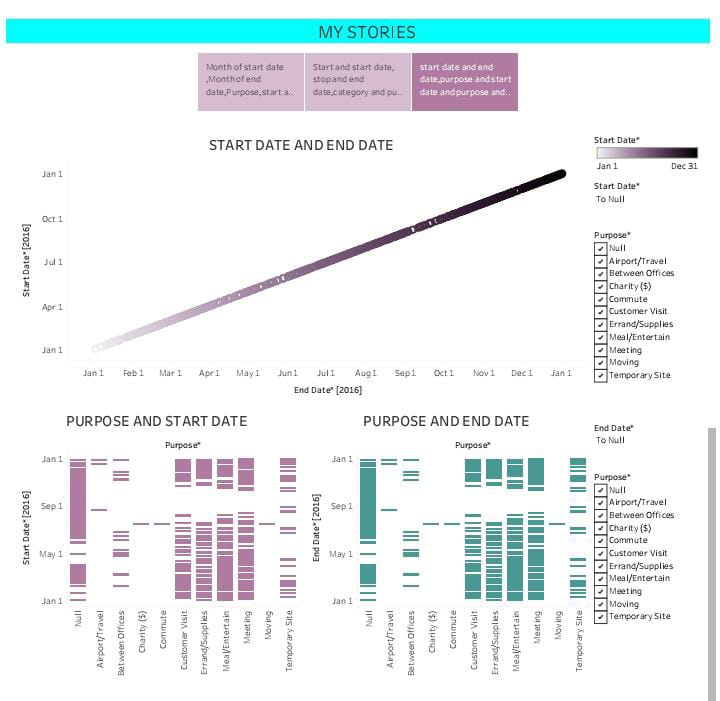 MY STORIES
Month of start date
,Month of end
date,Purpose,start a..
Start and start date,
stop and end
date,category and pu..
start date and end
date,purpose and start
date and purpose and..
START DATE AND END DATE
Start Date* [2016]
Jan 1
Oct 1
Jul 1
Apr 1
Jan 1
Jan 1 Feb 1 Mar 1 Apr 1 May 1 Jun 1 Jul 1 Aug 1 Sep 1 Oct 1 Nov 1 Dec 1 Jan 1
End Date* [2016]
Start Date*
Jan 1 Dec 31
Start Date*
To Null
Purpose*
Null
Airport/Travel
Between Offices
Charity ($)
Commute
Customer Visit
Errand/Supplies
Meal/Entertain
Meeting
Moving
Temporary Site
PURPOSE AND START DATE
Purpose*
Start Date* [2016]
Jan 1
Sep 1
May 1
Jan 1
Null
Airport/Travel
Between Offices
Charity ($)
Commute
Customer Visit
Errand/Supplies
Meal/Entertain
Meeting
Moving
Temporary Site
PURPOSE AND END DATE
Purpose*
End Date* [2016]
Jan 1
Sep 1
May 1
Jan 1
Null
Airport/Travel
Between Offices
Charity ($)
Commute
Customer Visit
Errand/Supplies
Meal/Entertain
Meeting
Moving
Temporary Site
End Date*
To Null
Purpose*
Null
Airport/Travel
Between Offices
Charity ($)
Commute
Customer Visit
Errand/Supplies
Meal/Entertain
Meeting
Moving
Temporary Site